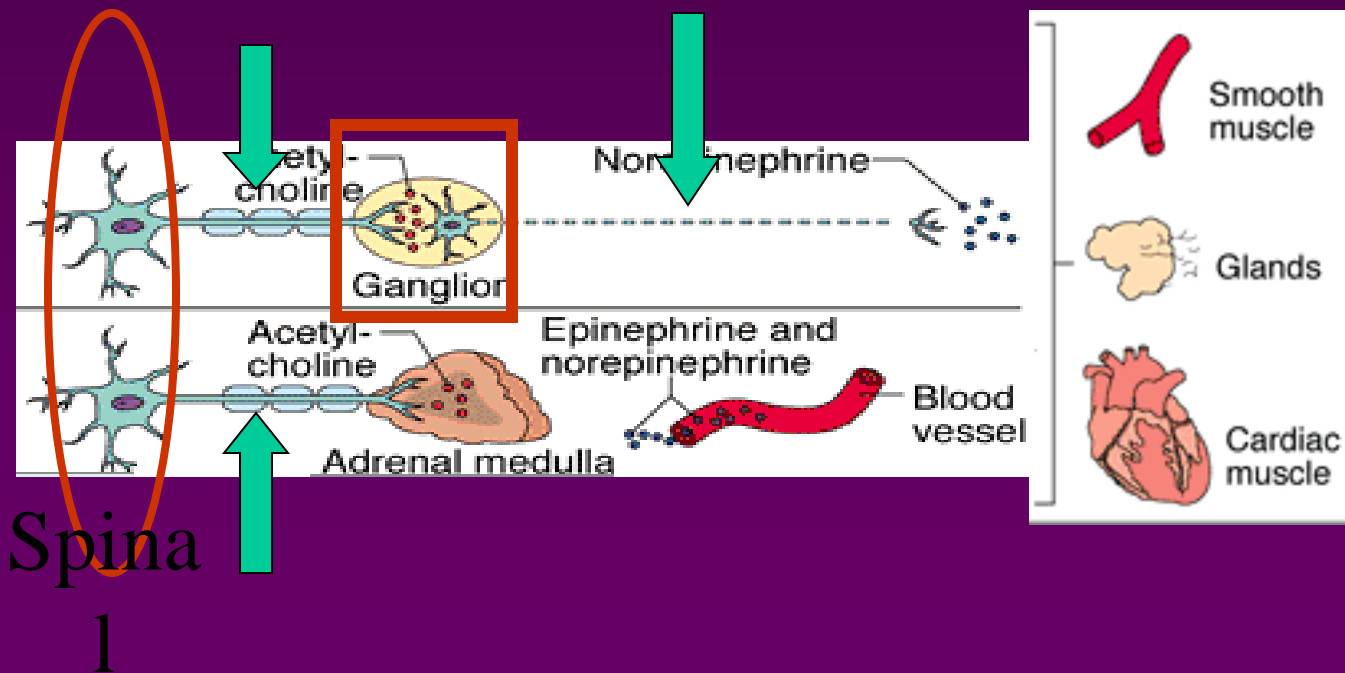 Acetyl-
choline
Norepinephrine
Ganglion
Acetyl-
choline
Epinephrine and
norepinephrine
Blood
vessel
Adrenal medulla
Smooth
muscle
Glands
Cardiac
muscle
Spina
l